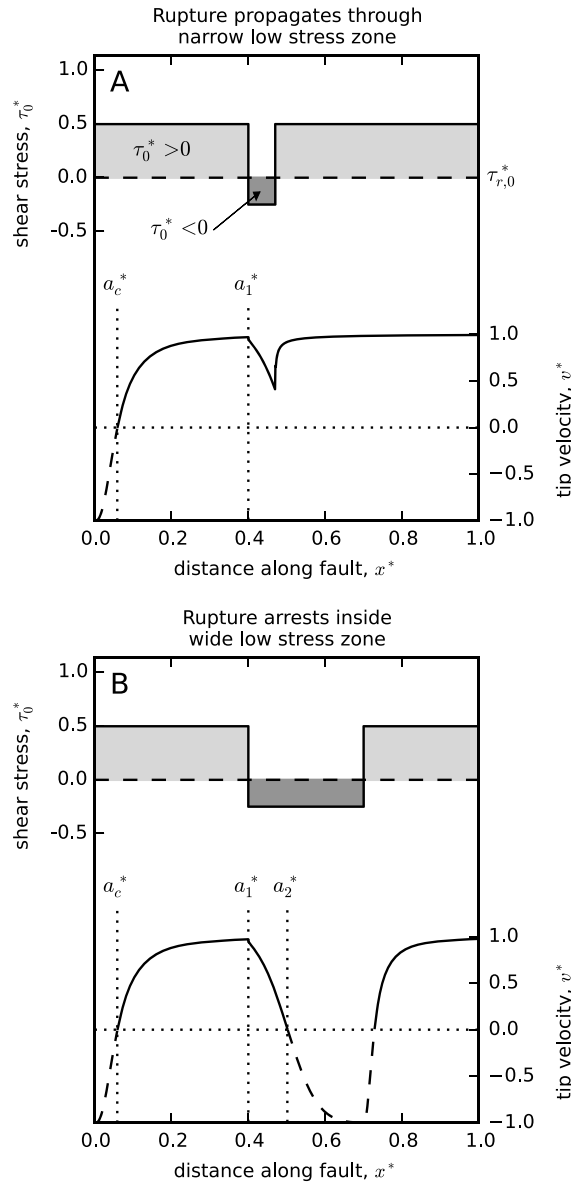 Rupture propagates through
narrow low stress zone
A
shear stress, τ₀*
1.0
0.5
0.0
-0.5
τ₀* >0
τ₀* <0
τᵣ,₀*
a_c*
a₁*
1.0
0.5
0.0
−0.5
−1.0
tip velocity, v*
0.0 0.2 0.4 0.6 0.8 1.0
distance along fault, x*
Rupture arrests inside
wide low stress zone
B
shear stress, τ₀*
1.0
0.5
0.0
-0.5
a_c*
a₁*
a₂*
1.0
0.5
0.0
−0.5
−1.0
tip velocity, v*
0.0 0.2 0.4 0.6 0.8 1.0
distance along fault, x*